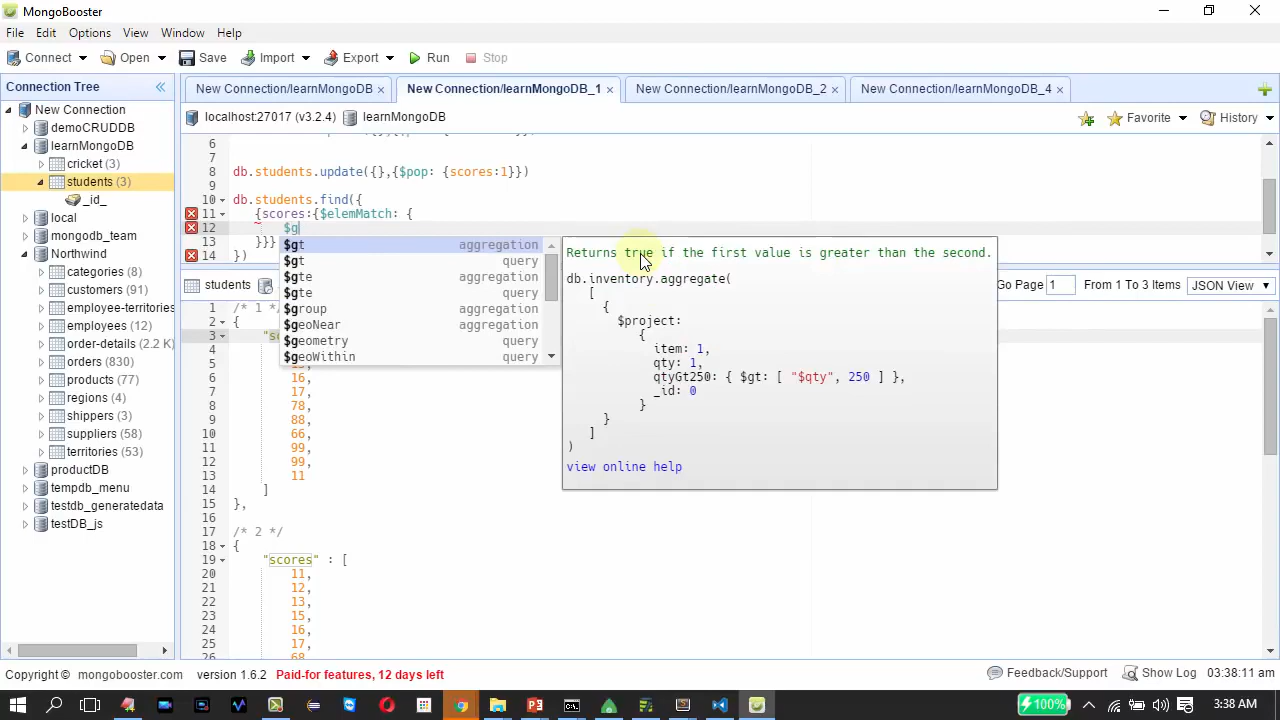 MongoBooster
File Edit View Window Help
Connect Open Save Import Export Run Stop
Connection Tree
New Connection/learnMongoDB
New Connection/learnMongoDB_1
New Connection/learnMongoDB_2
New Connection/learnMongoDB_4
New Connection
demoCRUDDB
learnMongoDB
cricket (3)
students (3)
_id_
local
mongodb_team
Northwind
categories (8)
customers (91)
employee-territories
employees (12)
order-details (2.2 K)
orders (830)
products (77)
regions (4)
shippers (3)
suppliers (58)
territories (53)
productDB
tempdb_menu
testdb_generatedata
testDB_js
localhost:27017 (v3.2.4) learnMongoDB
Favorite History
6
7
8 db.students.update({},{$pop: {scores:1}})
9
10 db.students.find({
11 {scores:{$elemMatch: {
12 $g
13 }}}
14 })
$gt aggregation
$gt query
$gte aggregation
$gte query
$group aggregation
$geoNear aggregation
$geometry query
$geoWithin query
Returns true if the first value is greater than the second.
db.inventory.aggregate(
[
{
$project:
{
item: 1,
qty: 1,
qtyGt250: { $gt: [ "$qty", 250 ] },
_id: 0
}
}
]
)
view online help
students
Go Page 1 From 1 To 3 Items JSON View
1 /* 1 */
2 {
3 "sc
4
5 15,
6 16,
7 17,
8 78,
9 88,
10 66,
11 99,
12 99,
13 11
14 ]
15 },
16
17 /* 2 */
18 {
19 "scores" : [
20 11,
21 12,
22 13,
23 15,
24 16,
25 17,
26 68,
Copyright © mongobooster.com version 1.6.2 Paid-for features, 12 days left
Feedback/Support Show Log 03:38:11 am
100% 3:38 AM